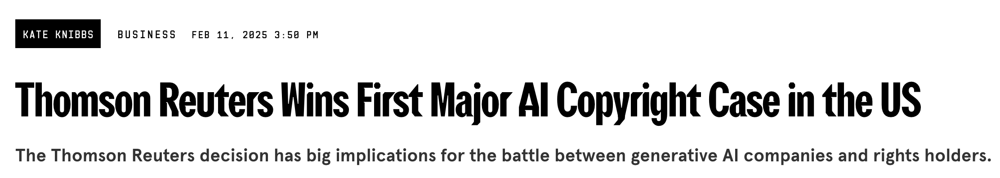 KATE KNIBBS BUSINESS FEB 11, 2025 3:50 PM
Thomson Reuters Wins First Major AI Copyright Case in the US
The Thomson Reuters decision has big implications for the battle between generative AI companies and rights holders.